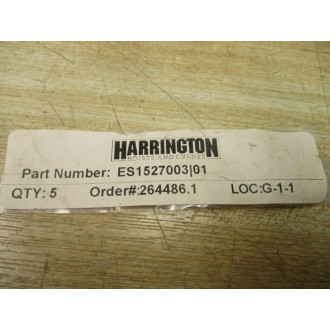 HARRINGTON
HOISTS AND CRANES
Part Number: ES1527003|01
QTY: 5 Order#:264486.1 LOC:G-1-1